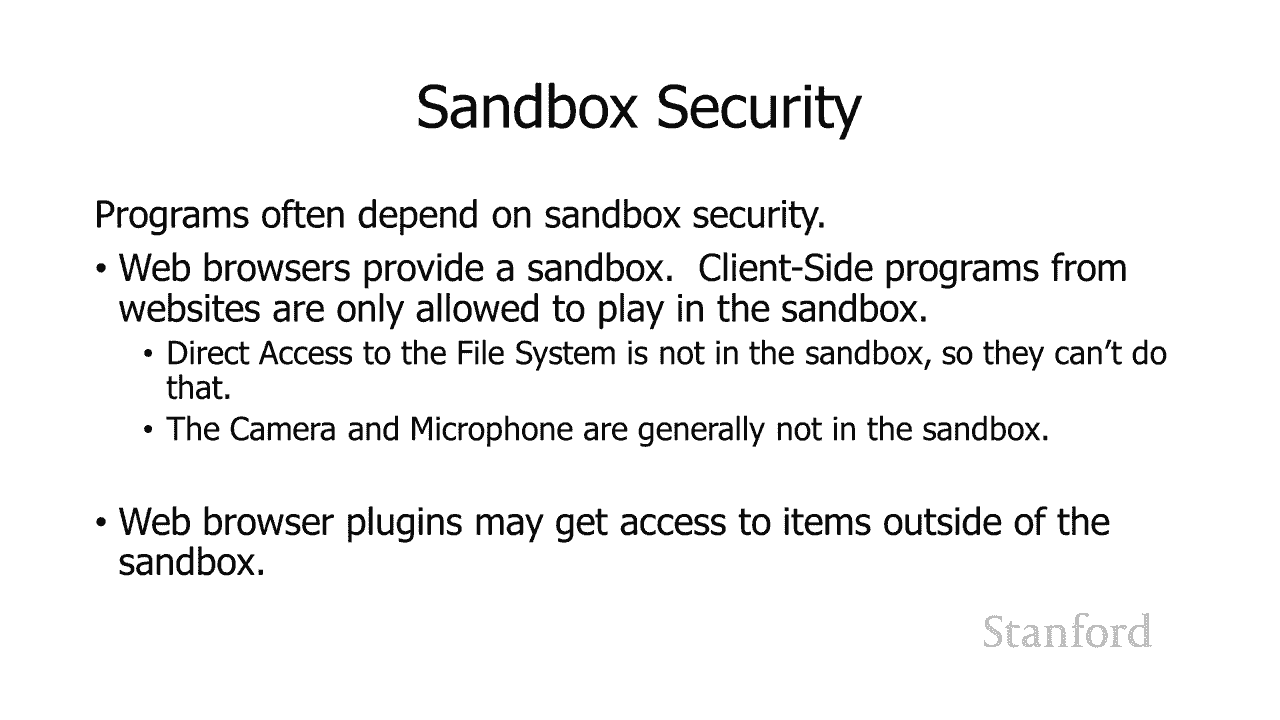 Sandbox Security
Programs often depend on sandbox security.
• Web browsers provide a sandbox.  Client-Side programs from
websites are only allowed to play in the sandbox.
• Direct Access to the File System is not in the sandbox, so they can’t do
that.
• The Camera and Microphone are generally not in the sandbox.
• Web browser plugins may get access to items outside of the
sandbox.
Stanford